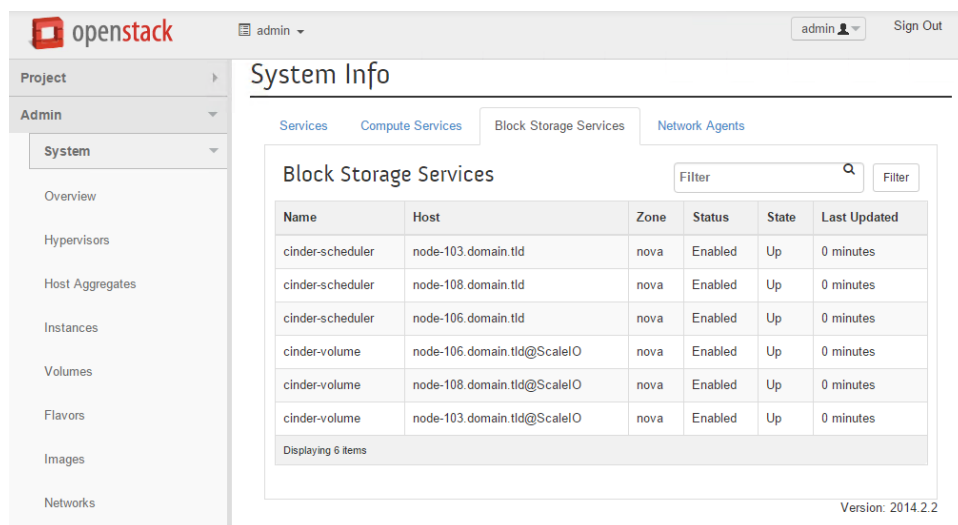 openstack
admin
admin
Sign Out
Project
Admin
System
Overview
Hypervisors
Host Aggregates
Instances
Volumes
Flavors
Images
Networks
System Info
Services Compute Services Block Storage Services Network Agents
Block Storage Services
Filter
Filter
Name Host Zone Status State Last Updated
cinder-scheduler node-103.domain.tld nova Enabled Up 0 minutes
cinder-scheduler node-108.domain.tld nova Enabled Up 0 minutes
cinder-scheduler node-106.domain.tld nova Enabled Up 0 minutes
cinder-volume node-106.domain.tld@ScaleIO nova Enabled Up 0 minutes
cinder-volume node-108.domain.tld@ScaleIO nova Enabled Up 0 minutes
cinder-volume node-103.domain.tld@ScaleIO nova Enabled Up 0 minutes
Displaying 6 items
Version: 2014.2.2